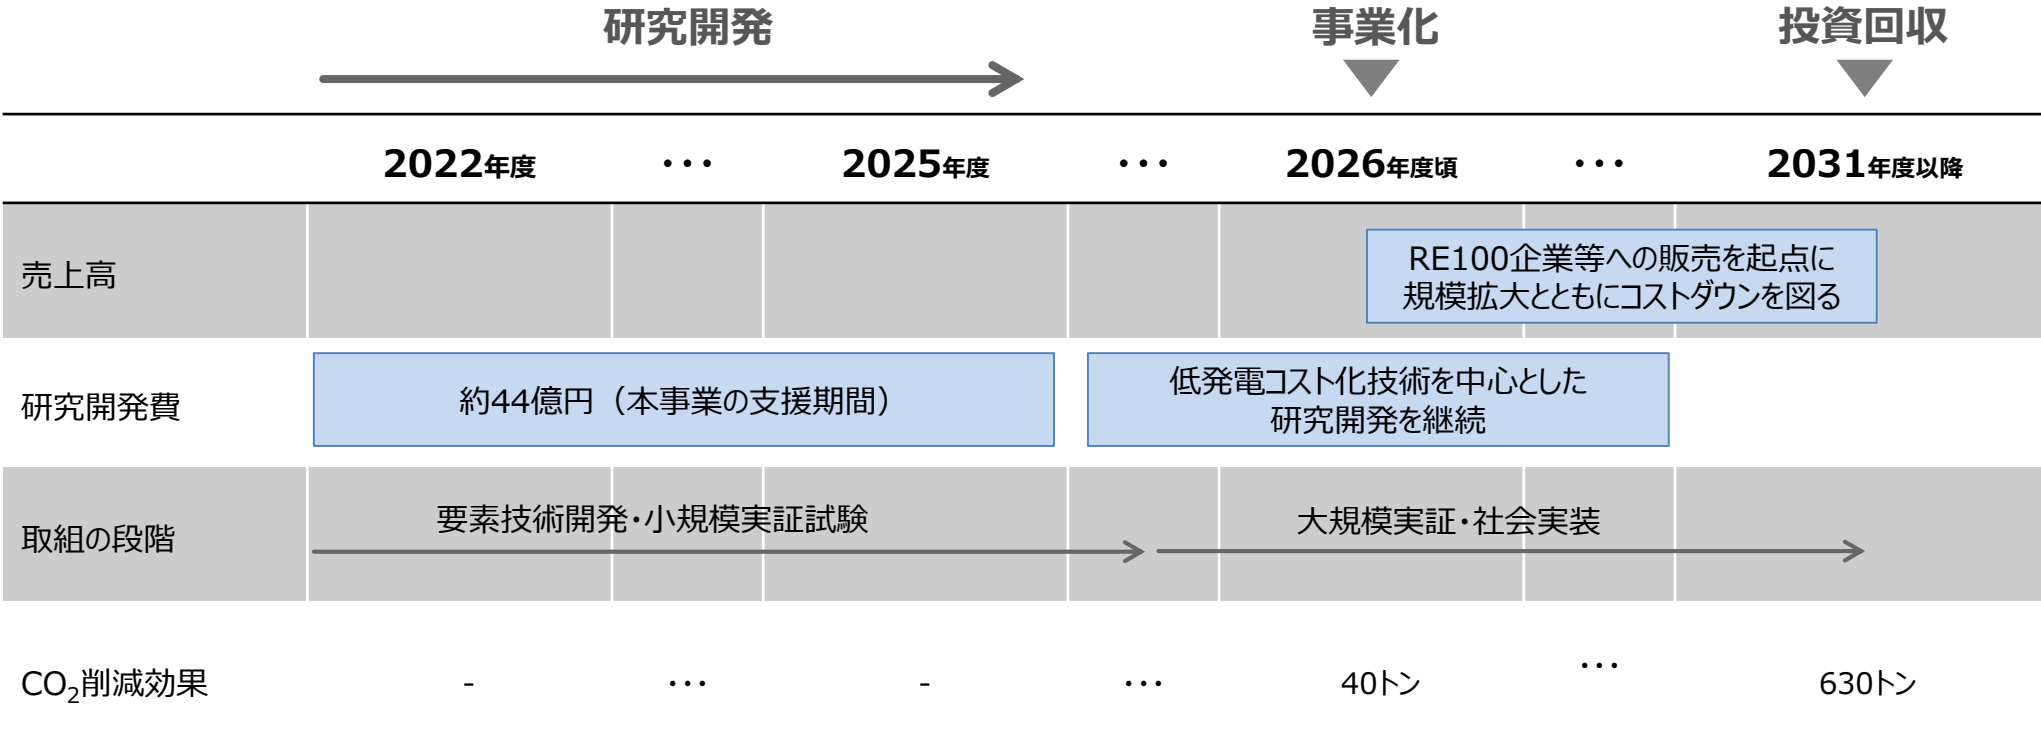 研究開発 事業化 投資回収
2022年度 ・・・ 2025年度 ・・・ 2026年度頃 ・・・ 2031年度以降
売上高
RE100企業等への販売を起点に
規模拡大とともにコストダウンを図る
研究開発費
約44億円（本事業の支援期間）
低発電コスト化技術を中心とした
研究開発を継続
取組の段階
要素技術開発・小規模実証試験
大規模実証・社会実装
CO₂削減効果 - ・・・ - ・・・ 40トン ・・・ 630トン